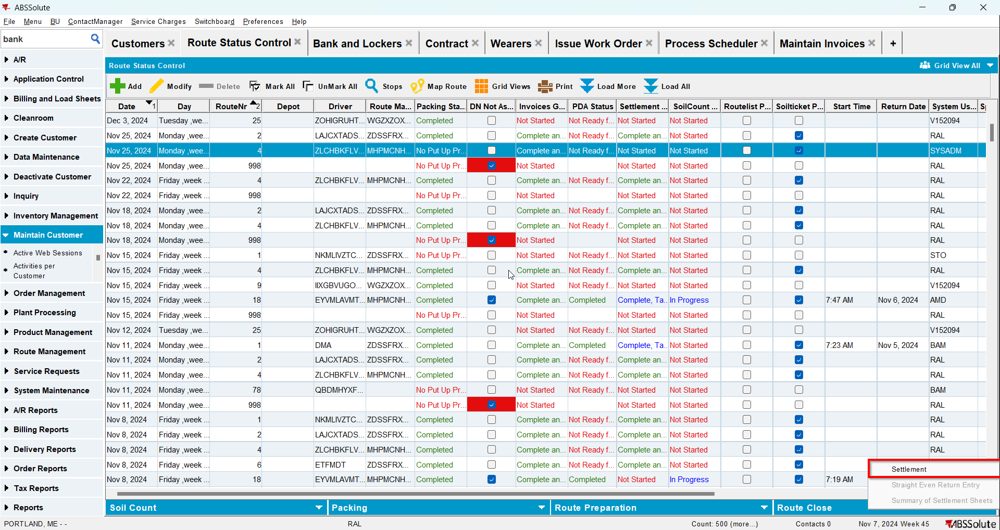 ABSSolute
File Menu BU ContactManager Service Charges Switchboard Preferences Help
bank
Customers Route Status Control Bank and Lockers Contract Wearers Issue Work Order Process Scheduler Maintain Invoices +
Route Status Control Grid View All
Add Modify Delete Mark All UnMark All Stops Map Route Grid Views Print Load More Load All
A/R
Application Control
Billing and Load Sheets
Cleanroom
Create Customer
Data Maintenance
Deactivate Customer
Inquiry
Inventory Management
Maintain Customer
Active Web Sessions
Activities per
Customer
Order Management
Plant Processing
Product Management
Route Management
Service Requests
System Maintenance
A/R Reports
Billing Reports
Delivery Reports
Order Reports
Tax Reports
Reports
Date 1 Day RouteNr 2 Depot Driver Route Ma... Packing Sta... DN Not As... Invoices G... PDA Status Settlement ... SoilCount ... Routelist P... Soilticket P... Start Time Return Date System Us... Sp
Dec 3, 2024 Tuesday ,we... 25 ZOHIGRUHT... WGZXZOX... Completed Not Started Not Ready f... Not Started Not Started V152094
Nov 25, 2024 Monday ,wee... 2 LAJCXTADS... ZDSSFRX... Completed Complete an... Not Ready f... Complete an... Not Started RAL
Nov 25, 2024 Monday ,wee... 4 ZLCHBKFLV... MHPMCNH... No Put Up Pr... Complete an... Not Ready f... Not Started Not Started SYSADM
Nov 25, 2024 Monday ,wee... 998 No Put Up Pr... Not Started Not Started Not Started RAL
Nov 22, 2024 Friday ,week ... 4 ZLCHBKFLV... MHPMCNH... Completed Complete an... Not Ready f... Complete an... Not Started RAL
Nov 22, 2024 Friday ,week ... 998 No Put Up Pr... Not Started Not Started Not Started RAL
Nov 18, 2024 Monday ,wee... 2 LAJCXTADS... ZDSSFRX... Completed Complete an... Not Ready f... Complete an... Not Started RAL
Nov 18, 2024 Monday ,wee... 4 ZLCHBKFLV... MHPMCNH... Completed Complete an... Not Ready f... Complete an... Not Started RAL
Nov 18, 2024 Monday ,wee... 998 No Put Up Pr... Not Started Not Started Not Started RAL
Nov 15, 2024 Friday ,week ... 1 NKMLIVZTC... ZDSSFRX... No Put Up Pr... Not Started Not Ready f... Not Started Not Started STO
Nov 15, 2024 Friday ,week ... 4 ZLCHBKFLV... MHPMCNH... Completed Complete an... Not Ready f... Complete an... Not Started RAL
Nov 15, 2024 Friday ,week ... 9 IIXGBVUGO... WGZXZOX... Completed Not Started Not Ready f... Not Started Not Started V152094
Nov 15, 2024 Friday ,week ... 18 EYVMLAVMT... MHPMCNH... Completed Complete an... Completed Complete, Ta... In Progress 7:47 AM Nov 6, 2024 AMD
Nov 15, 2024 Friday ,week ... 998 No Put Up Pr... Not Started Not Started Not Started RAL
Nov 12, 2024 Tuesday ,we... 25 ZOHIGRUHT... WGZXZOX... Completed Not Started Not Ready f... Not Started Not Started V152094
Nov 11, 2024 Monday ,wee... 1 DMA ZDSSFRX... Completed Complete an... Completed Complete, Ta... Not Started 7:23 AM Nov 5, 2024 BAM
Nov 11, 2024 Monday ,wee... 2 LAJCXTADS... ZDSSFRX... Completed Complete an... Not Ready f... Complete an... Not Started RAL
Nov 11, 2024 Monday ,wee... 4 ZLCHBKFLV... MHPMCNH... Completed Complete an... Not Ready f... Complete an... Not Started RAL
Nov 11, 2024 Monday ,wee... 78 QBDMHYXF... No Put Up Pr... Not Started Not Ready f... Not Started Not Started BAM
Nov 11, 2024 Monday ,wee... 998 No Put Up Pr... Not Started Not Started Not Started RAL
Nov 8, 2024 Friday ,week ... 1 NKMLIVZTC... ZDSSFRX... Completed Complete an... Not Ready f... Complete an... Not Started RAL
Nov 8, 2024 Friday ,week ... 2 LAJCXTADS... ZDSSFRX... Completed Complete an... Not Ready f... Complete an... Not Started RAL
Nov 8, 2024 Friday ,week ... 4 ZLCHBKFLV... MHPMCNH... Completed Complete an... Not Ready f... Complete an... Not Started RAL
Nov 8, 2024 Friday ,week ... 6 ETFMDT ZDSSFRX... Completed Complete an... Not Ready f... Complete an... Not Started
Nov 8, 2024 Friday ,week ... 18 EYVMLAVMT... MHPMCNH... Completed Complete an... Completed Not Started In Progress 7:19 AM
Settlement
Straight Even Return Entry
Summary of Settlement Sheets
Soil Count Packing Route Preparation Route Close
PORTLAND, ME - - RAL Count: 500 (more...) Contacts 0 Nov 7, 2024 Week 45 ABSSolute